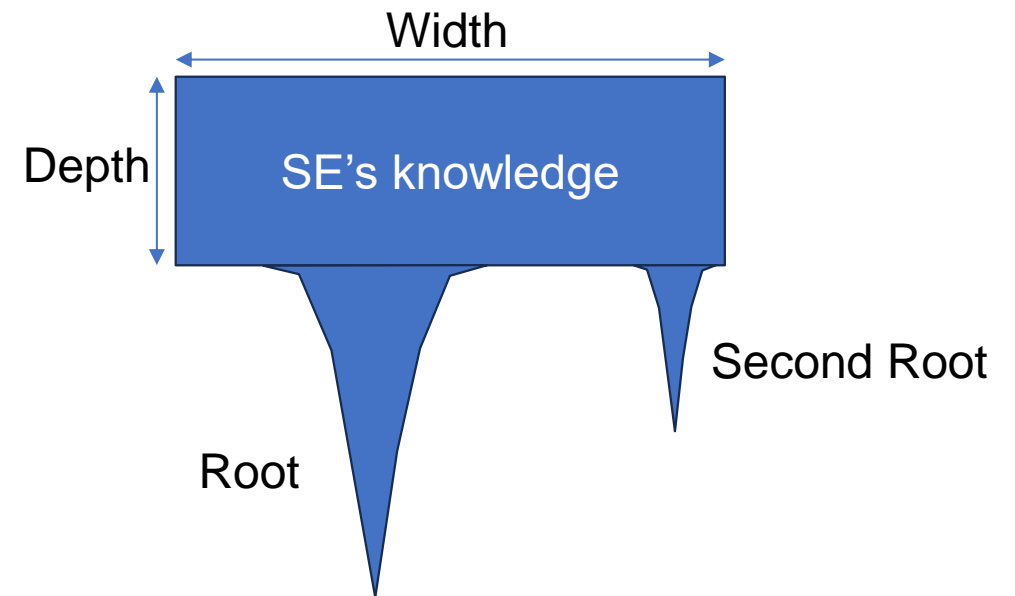 Width
Depth
SE’s knowledge
Second Root
Root